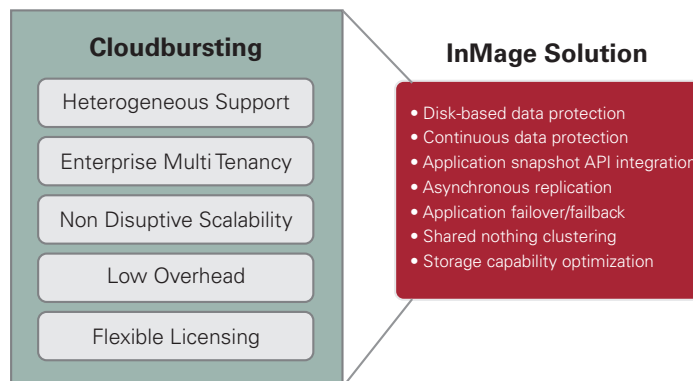 Cloudbursting
Heterogeneous Support
Enterprise Multi Tenancy
Non Disuptive Scalability
Low Overhead
Flexible Licensing
InMage Solution
• Disk-based data protection
• Continuous data protection
• Application snapshot API integration
• Asynchronous replication
• Application failover/failback
• Shared nothing clustering
• Storage capability optimization